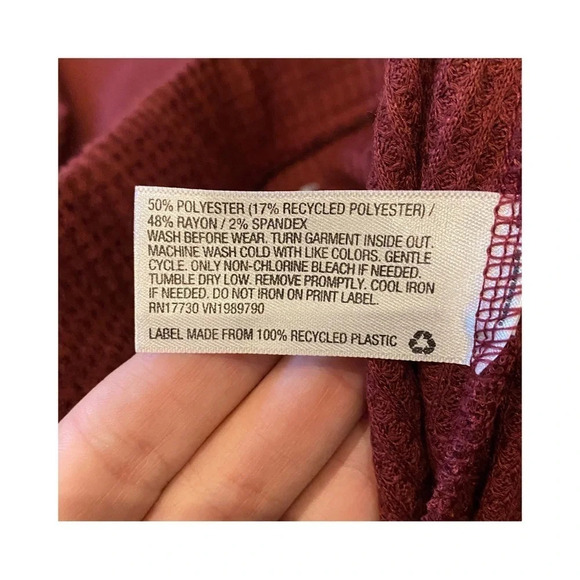 50% POLYESTER (17% RECYCLED POLYESTER) /
48% RAYON / 2% SPANDEX
WASH BEFORE WEAR. TURN GARMENT INSIDE OUT.
MACHINE WASH COLD WITH LIKE COLORS. GENTLE
CYCLE. ONLY NON-CHLORINE BLEACH IF NEEDED.
TUMBLE DRY LOW. REMOVE PROMPTLY. COOL IRON
IF NEEDED. DO NOT IRON ON PRINT LABEL.
RN17730 VN1989790
LABEL MADE FROM 100% RECYCLED PLASTIC